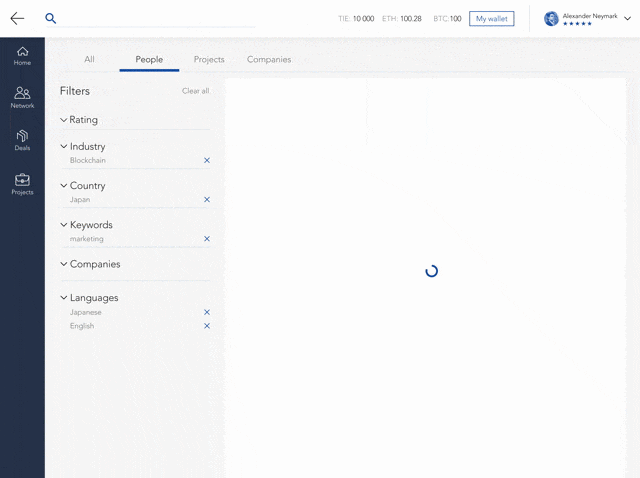 TIE: 10 000 ETH: 100.28 BTC:100 My wallet Alexander Neymark
All People Projects Companies
Home
Network
Deals
Projects
Filters Clear all
Rating
Industry
Blockchain
Country
Japan
Keywords
marketing
Companies
Languages
Japanese
English